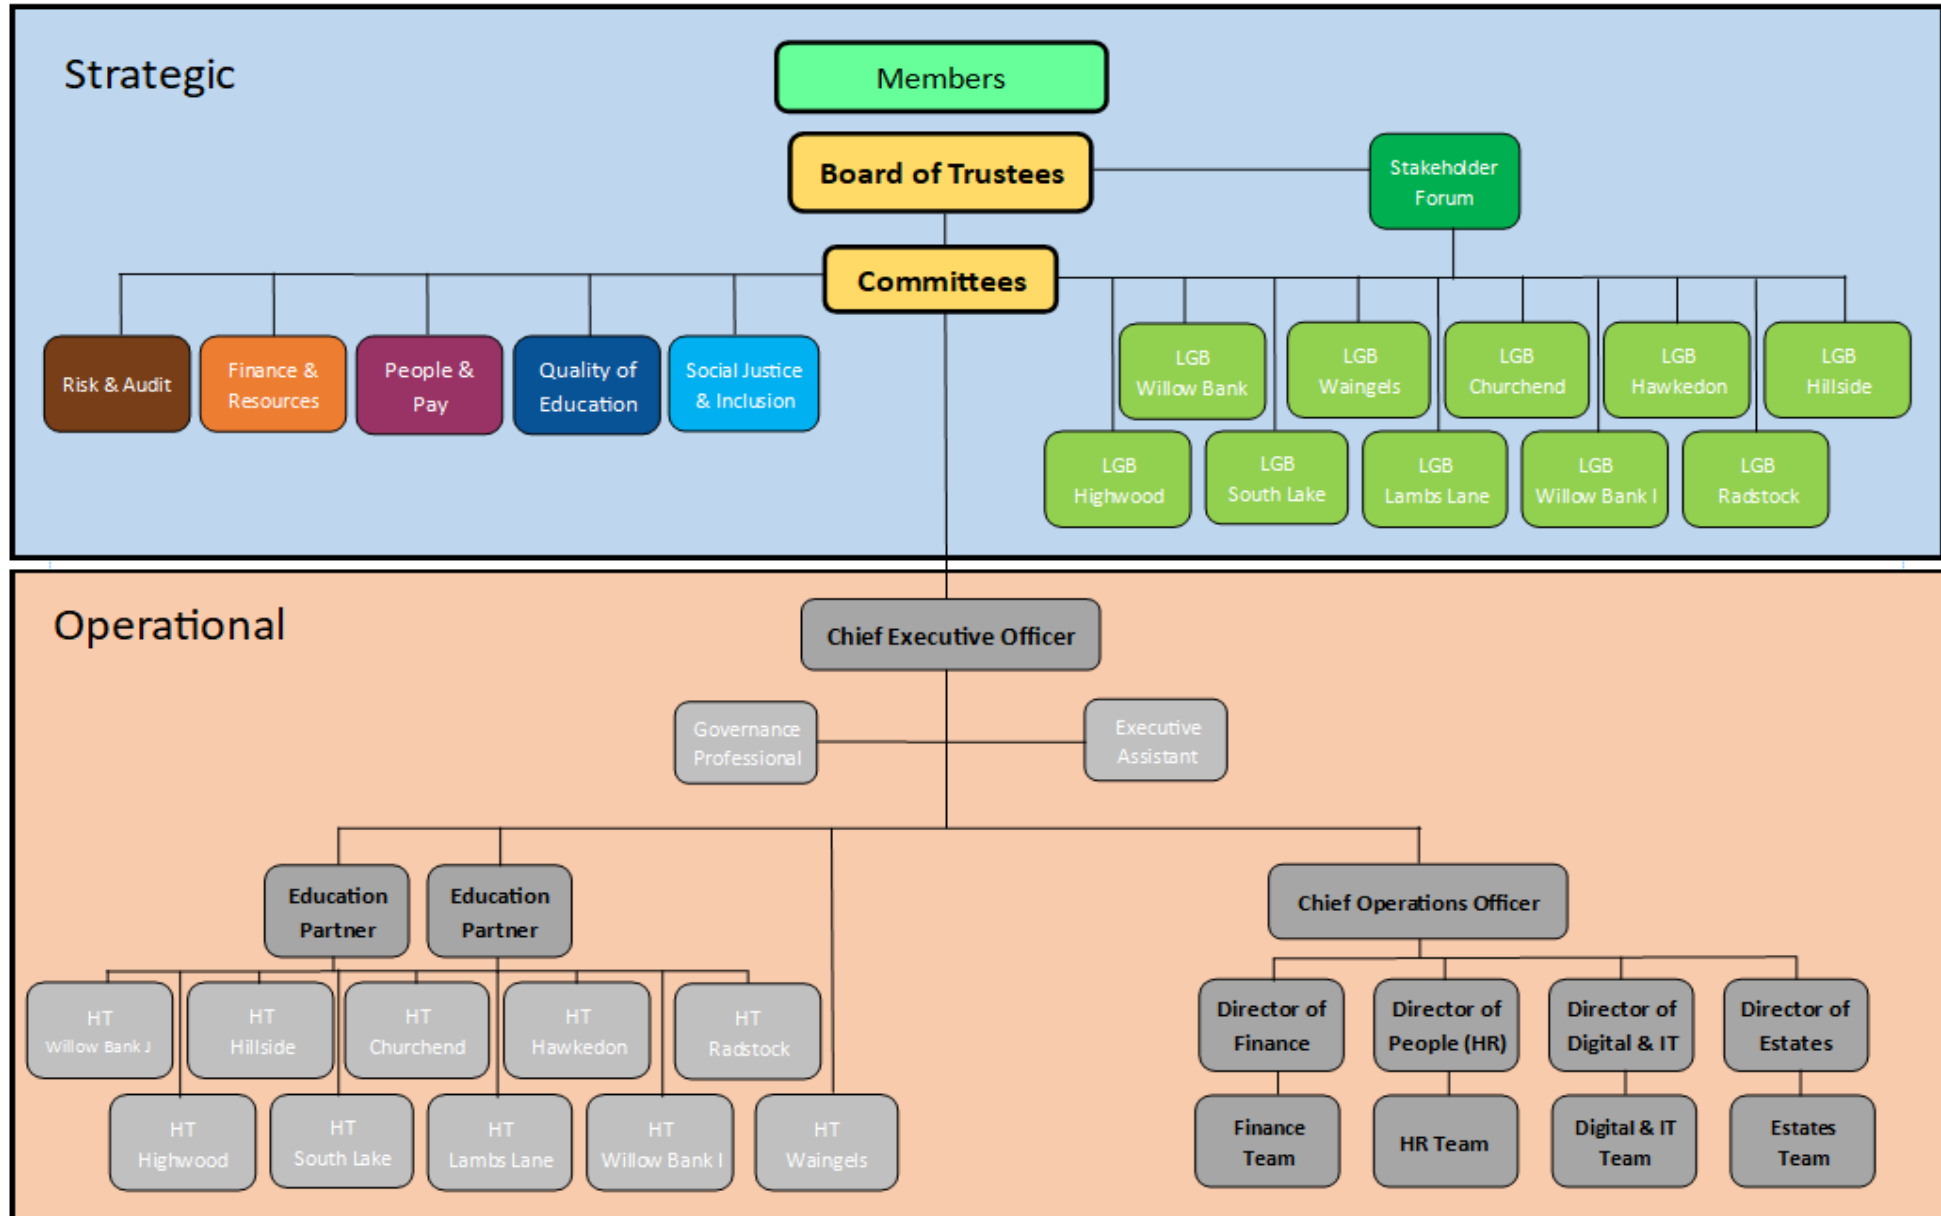 Strategic
Members
Board of Trustees
Stakeholder
Forum
Committees
Risk & Audit
Finance &
Resources
People &
Pay
Quality of
Education
Social Justice
& Inclusion
LGB
Willow Bank
LGB
Waingels
LGB
Churchend
LGB
Hawkedon
LGB
Hillside
LGB
Highwood
LGB
South Lake
LGB
Lambs Lane
LGB
Willow Bank I
LGB
Radstock
Operational
Chief Executive Officer
Governance
Professional
Executive
Assistant
Education
Partner
Education
Partner
Chief Operations Officer
HT
Willow Bank J
HT
Hillside
HT
Churchend
HT
Hawkedon
HT
Radstock
HT
Highwood
HT
South Lake
HT
Lambs Lane
HT
Willow Bank I
HT
Waingels
Director of
Finance
Director of
People (HR)
Director of
Digital & IT
Director of
Estates
Finance
Team
HR Team
Digital & IT
Team
Estates
Team